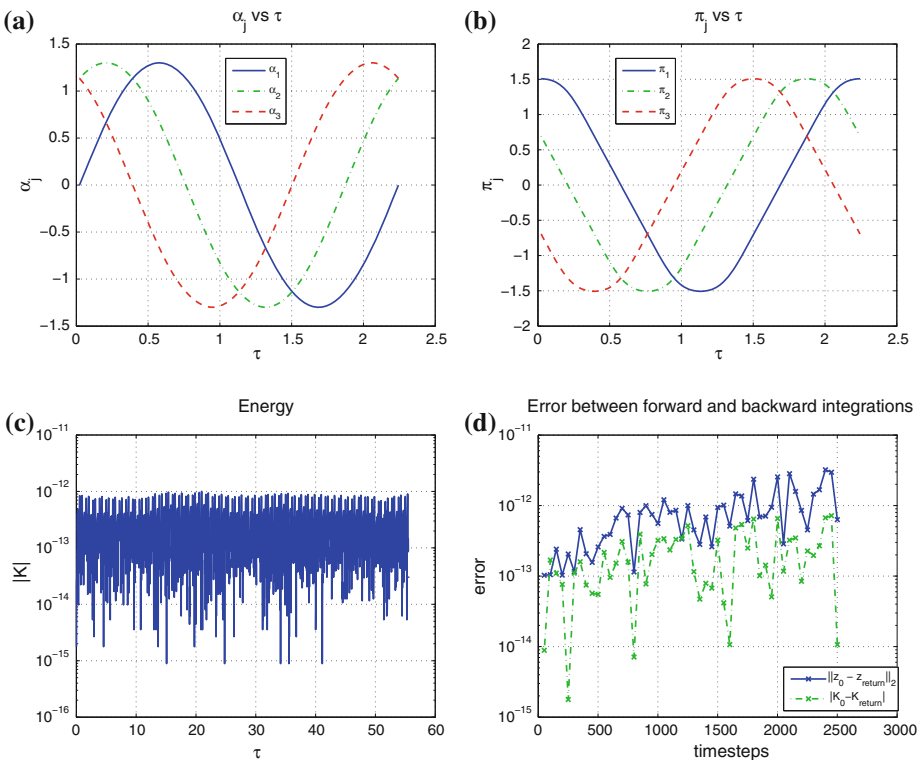 (a)
α_j vs τ
1.5
1
0.5
0
−0.5
−1
−1.5
α_j
α_1
α_2
α_3
0 0.5 1 1.5 2 2.5
τ
(b)
π_j vs τ
2
1.5
1
0.5
0
−0.5
−1
−1.5
−2
π_j
π_1
π_2
π_3
0 0.5 1 1.5 2 2.5
τ
(c)
Energy
10^−11
10^−12
10^−13
10^−14
10^−15
10^−16
|K|
0 10 20 30 40 50 60
τ
(d)
Error between forward and backward integrations
10^−11
10^−12
10^−13
10^−14
10^−15
error
||z_0 − z_return||_2
|K_0−K_return|
0 500 1000 1500 2000 2500 3000
timesteps